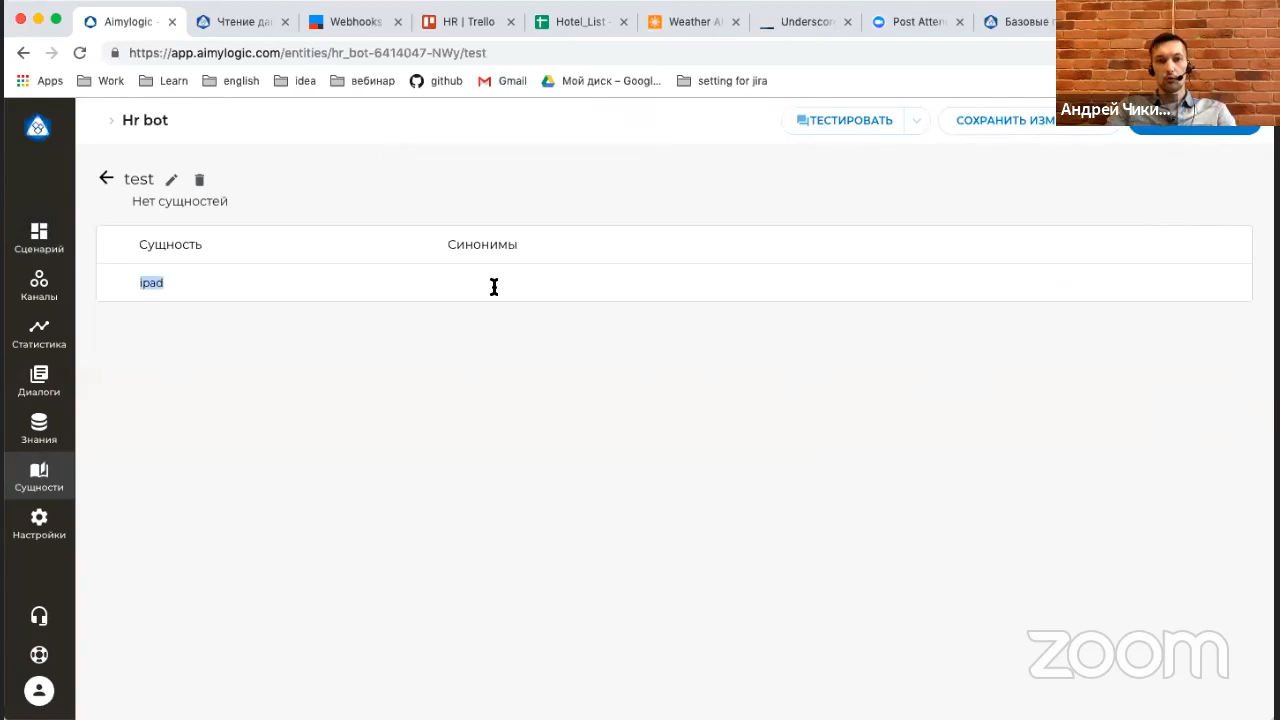 Aimylogic -
Чтение да
Webhooks
HR | Trello
Hotel_List -
Weather A
Underscor
Post Atten
Базовые
https://app.aimylogic.com/entities/hr_bot-6414047-NWy/test
Apps
Work
Learn
english
idea
вебинар
github
Gmail
Мой диск – Googl...
setting for jira
Андрей Чики...
Hr bot
ТЕСТИРОВАТЬ
СОХРАНИТЬ ИЗМ
test
Нет сущностей
Сущность
Синонимы
ipad
Сценарий
Каналы
Статистика
Диалоги
Знания
Сущности
Настройки
zoom